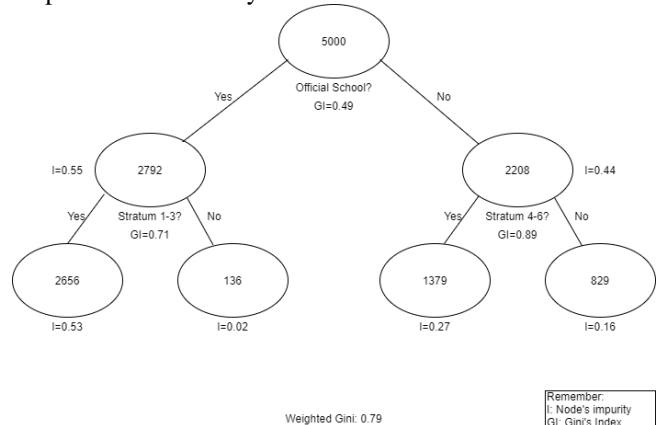 5000
Official School?
GI=0.49
Yes
No
I=0.55
2792
2208
I=0.44
Yes
Stratum 1-3?
No
GI=0.71
Yes
Stratum 4-6?
No
GI=0.89
2656
136
1379
829
I=0.53
I=0.02
I=0.27
I=0.16
Weighted Gini: 0.79
Remember:
I: Node's impurity
GI: Gini's Index